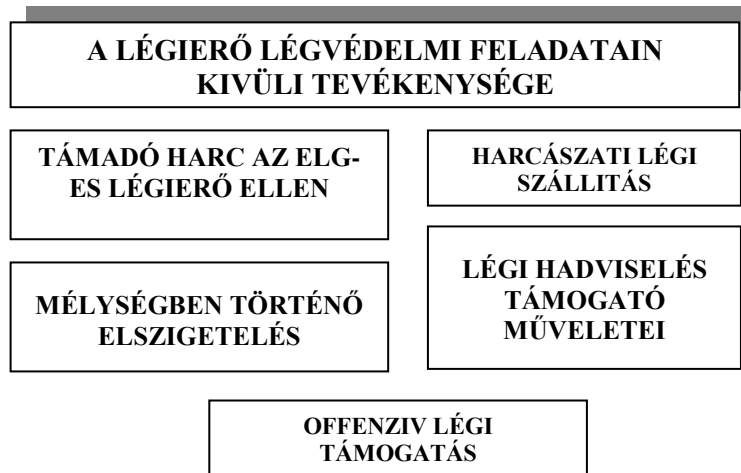 A LÉGIERŐ LÉGVÉDELMI FELADATAIN
KIVÜLI TEVÉKENYSÉGE
TÁMADÓ HARC AZ ELG-
ES LÉGIERŐ ELLEN
HARCÁSZATI LÉGI
SZÁLLITÁS
MÉLYSÉGBEN TÖRTÉNŐ
ELSZIGETELÉS
LÉGI HADVISELÉS
TÁMOGATÓ
MŰVELETEI
OFFENZIV LÉGI
TÁMOGATÁS